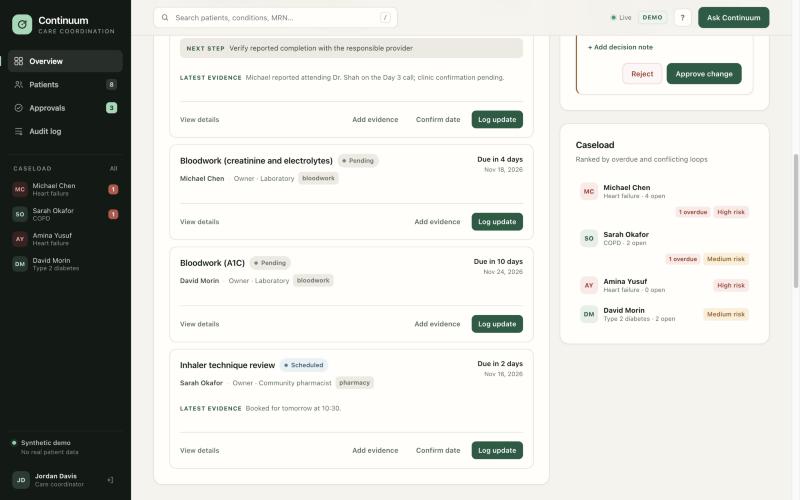 Continuum
CARE COORDINATION
Overview
Patients
8
Approvals
3
Audit log
CASELOAD
All
MC
Michael Chen
Heart failure
1
SO
Sarah Okafor
COPD
1
AY
Amina Yusuf
Heart failure
DM
David Morin
Type 2 diabetes
Synthetic demo
No real patient data
JD
Jordan Davis
Care coordinator
Search patients, conditions, MRN...
/
Live
DEMO
?
Ask Continuum
NEXT STEP Verify reported completion with the responsible provider
LATEST EVIDENCE Michael reported attending Dr. Shah on the Day 3 call; clinic confirmation pending.
View details
Add evidence
Confirm date
Log update
Bloodwork (creatinine and electrolytes)
Pending
Due in 4 days
Michael Chen · Owner · Laboratory bloodwork
Nov 18, 2026
View details
Add evidence
Log update
Bloodwork (A1C)
Pending
Due in 10 days
David Morin · Owner · Laboratory bloodwork
Nov 24, 2026
View details
Add evidence
Log update
Inhaler technique review
Scheduled
Due in 2 days
Sarah Okafor · Owner · Community pharmacist pharmacy
Nov 16, 2026
LATEST EVIDENCE Booked for tomorrow at 10:30.
View details
Add evidence
Confirm date
Log update
+ Add decision note
Reject
Approve change
Caseload
Ranked by overdue and conflicting loops
MC
Michael Chen
Heart failure · 4 open
1 overdue
High risk
SO
Sarah Okafor
COPD · 2 open
1 overdue
Medium risk
AY
Amina Yusuf
Heart failure · 0 open
High risk
DM
David Morin
Type 2 diabetes · 2 open
Medium risk